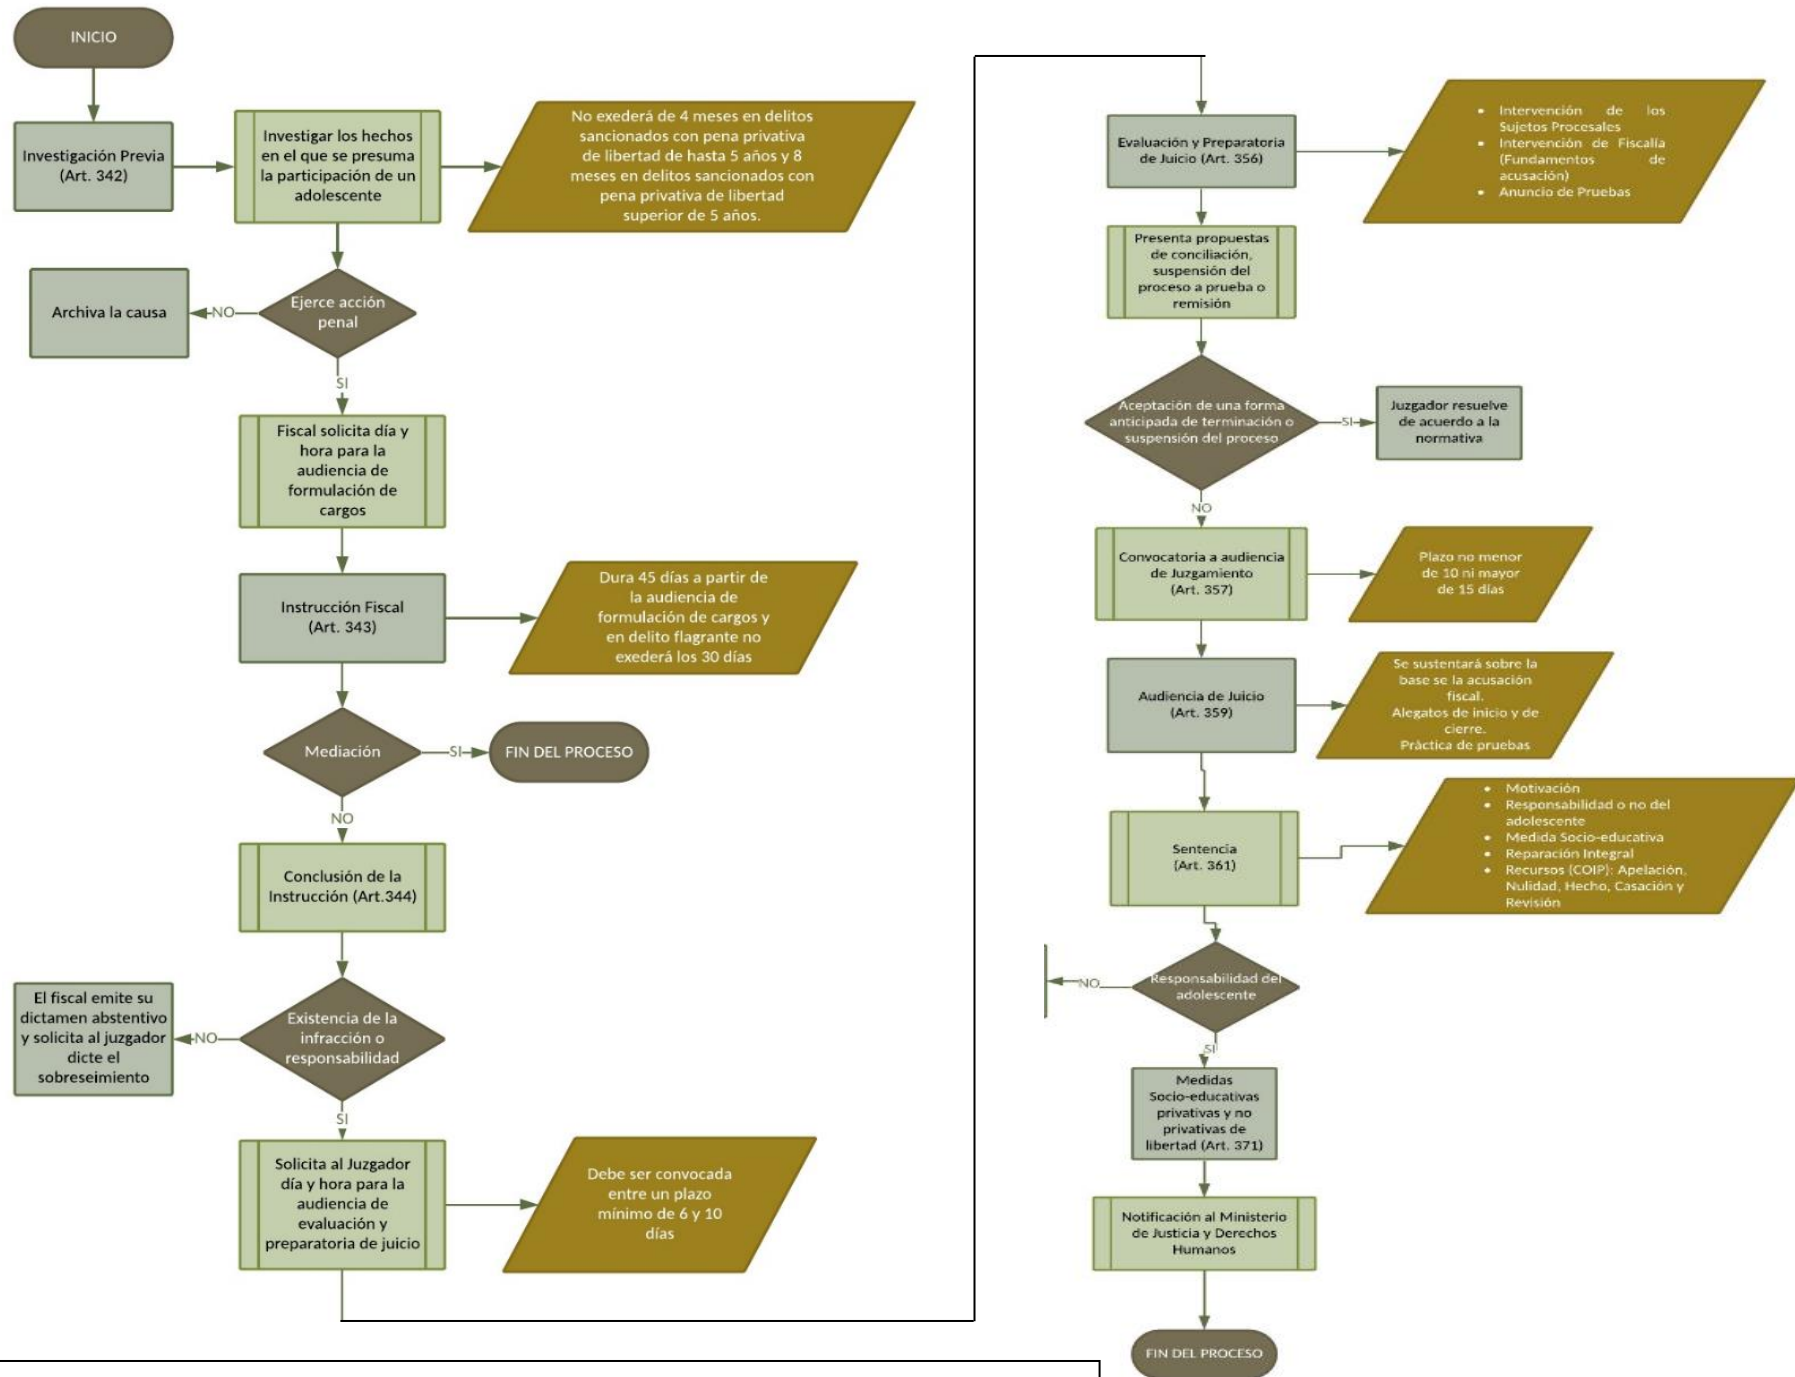 INICIO
Investigación Previa
(Art. 342)
Investigar los hechos
en el que se presuma
la participación de un
adolescente
No exederá de 4 meses en delitos
sancionados con pena privativa
de libertad de hasta 5 años y 8
meses en delitos sancionados con
pena privativa de libertad
superior de 5 años.
Ejerce acción
penal
NO
Archiva la causa
SI
Fiscal solicita día y
hora para la
audiencia de
formulación de
cargos
Instrucción Fiscal
(Art. 343)
Dura 45 días a partir de
la audiencia de
formulación de cargos y
en delito flagrante no
exederá los 30 días
Mediación
SI
FIN DEL PROCESO
NO
Conclusión de la
Instrucción (Art.344)
Existencia de la
infracción o
responsabilidad
NO
El fiscal emite su
dictamen abstentivo
y solicita al juzgador
dicte el
sobreseimiento
SI
Solicita al Juzgador
día y hora para la
audiencia de
evaluación y
preparatoria de juicio
Debe ser convocada
entre un plazo
mínimo de 6 y 10
días
Evaluación y Preparatoria
de Juicio (Art. 356)
• Intervención de los
Sujetos Procesales
• Intervención de Fiscalía
(Fundamentos de
acusación)
• Anuncio de Pruebas
Presenta propuestas
de conciliación,
suspensión del
proceso a prueba o
remisión
Aceptación de una forma
anticipada de terminación o
suspensión del proceso
SI
Juzgador resuelve
de acuerdo a la
normativa
NO
Convocatoria a audiencia
de Juzgamiento
(Art. 357)
Plazo no menor
de 10 ni mayor
de 15 días
Audiencia de Juicio
(Art. 359)
Se sustentará sobre la
base se la acusación
fiscal.
Alegatos de inicio y de
cierre.
Práctica de pruebas
Sentencia
(Art. 361)
• Motivación
• Responsabilidad o no del
adolescente
• Medida Socio-educativa
• Reparación Integral
• Recursos (COIP): Apelación,
Nulidad, Hecho, Casación y
Revisión
Responsabilidad del
adolescente
NO
SI
Medidas
Socio-educativas
privativas y no
privativas de
libertad (Art. 371)
Notificación al Ministerio
de Justicia y Derechos
Humanos
FIN DEL PROCESO